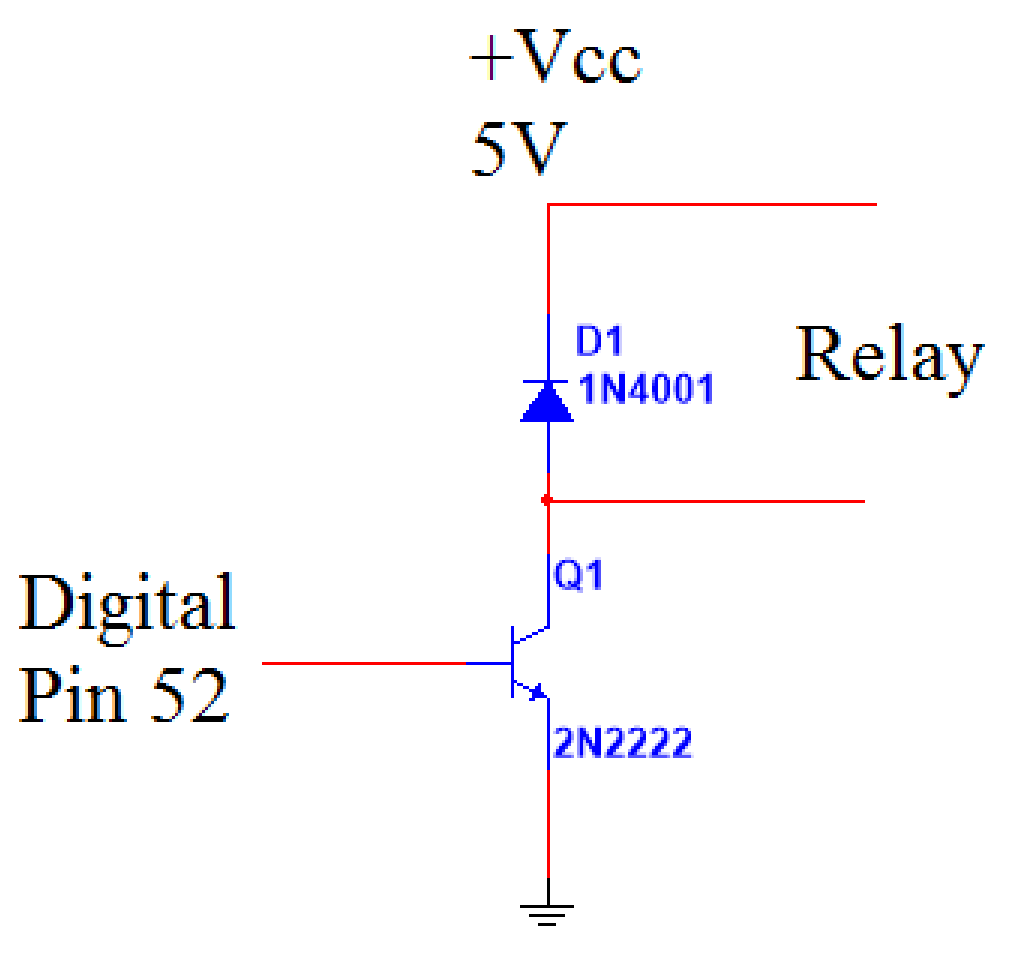 +Vcc
5V
D1
1N4001
Relay
Q1
Digital
Pin 52
2N2222